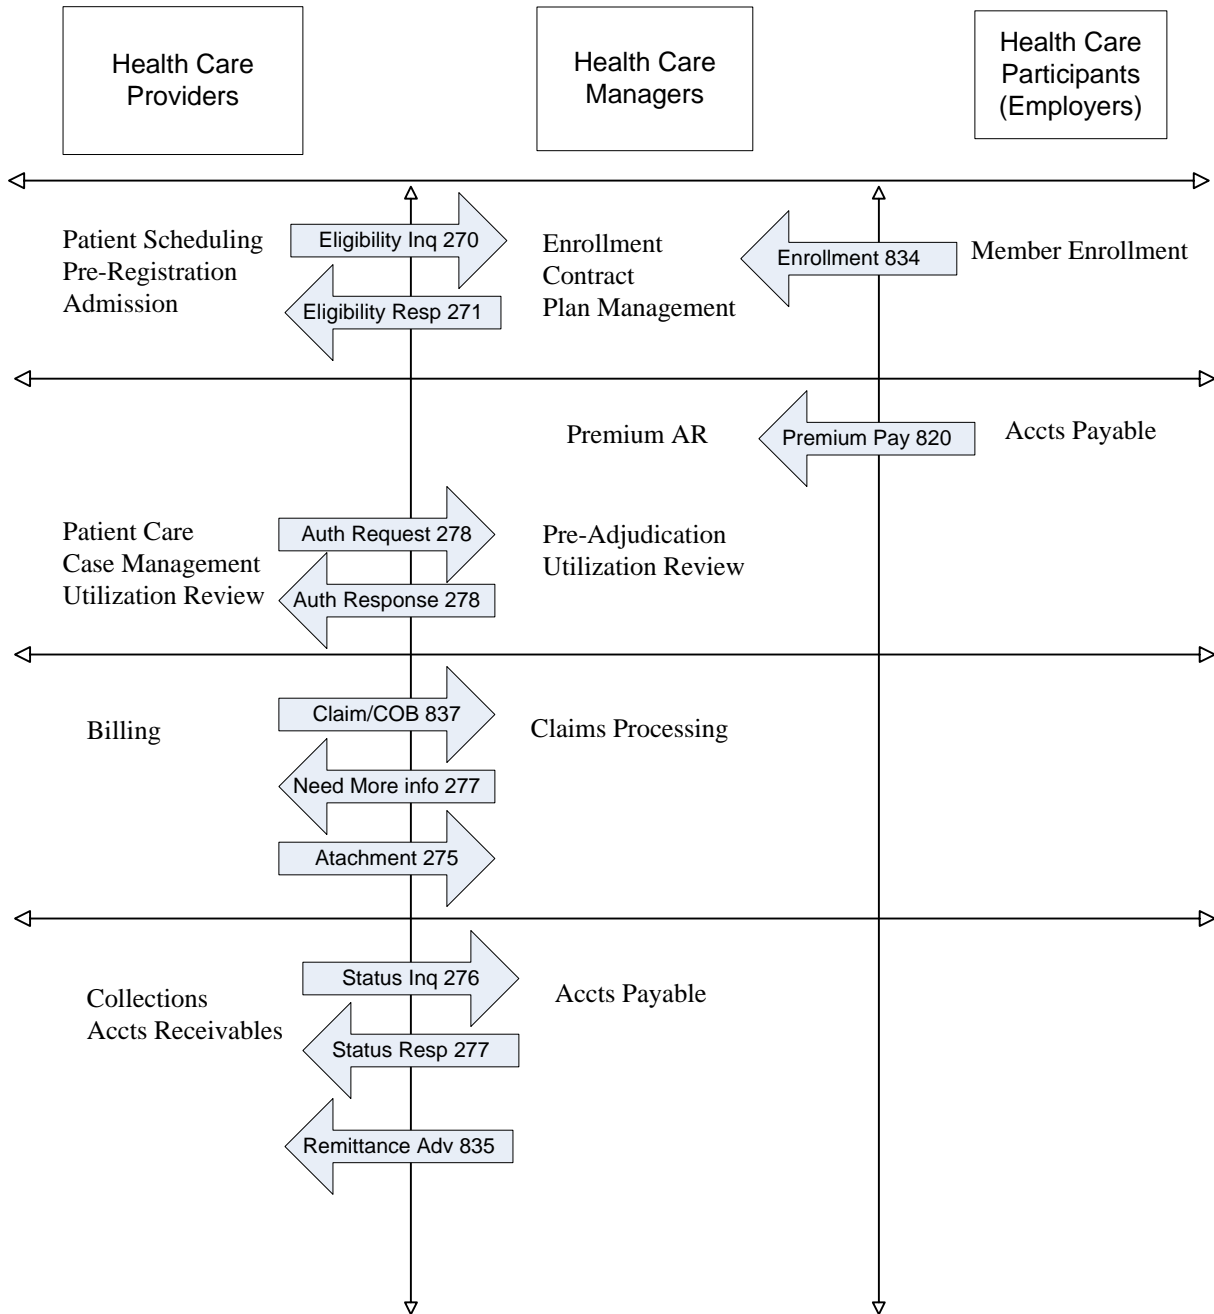 Health Care
Providers
Health Care
Managers
Health Care
Participants
(Employers)
Patient Scheduling
Pre-Registration
Admission
Eligibility Inq 270
Eligibility Resp 271
Enrollment
Contract
Plan Management
Enrollment 834
Member Enrollment
Premium AR
Premium Pay 820
Accts Payable
Patient Care
Case Management
Utilization Review
Auth Request 278
Auth Response 278
Pre-Adjudication
Utilization Review
Billing
Claim/COB 837
Need More info 277
Atachment 275
Claims Processing
Collections
Accts Receivables
Status Inq 276
Status Resp 277
Remittance Adv 835
Accts Payable